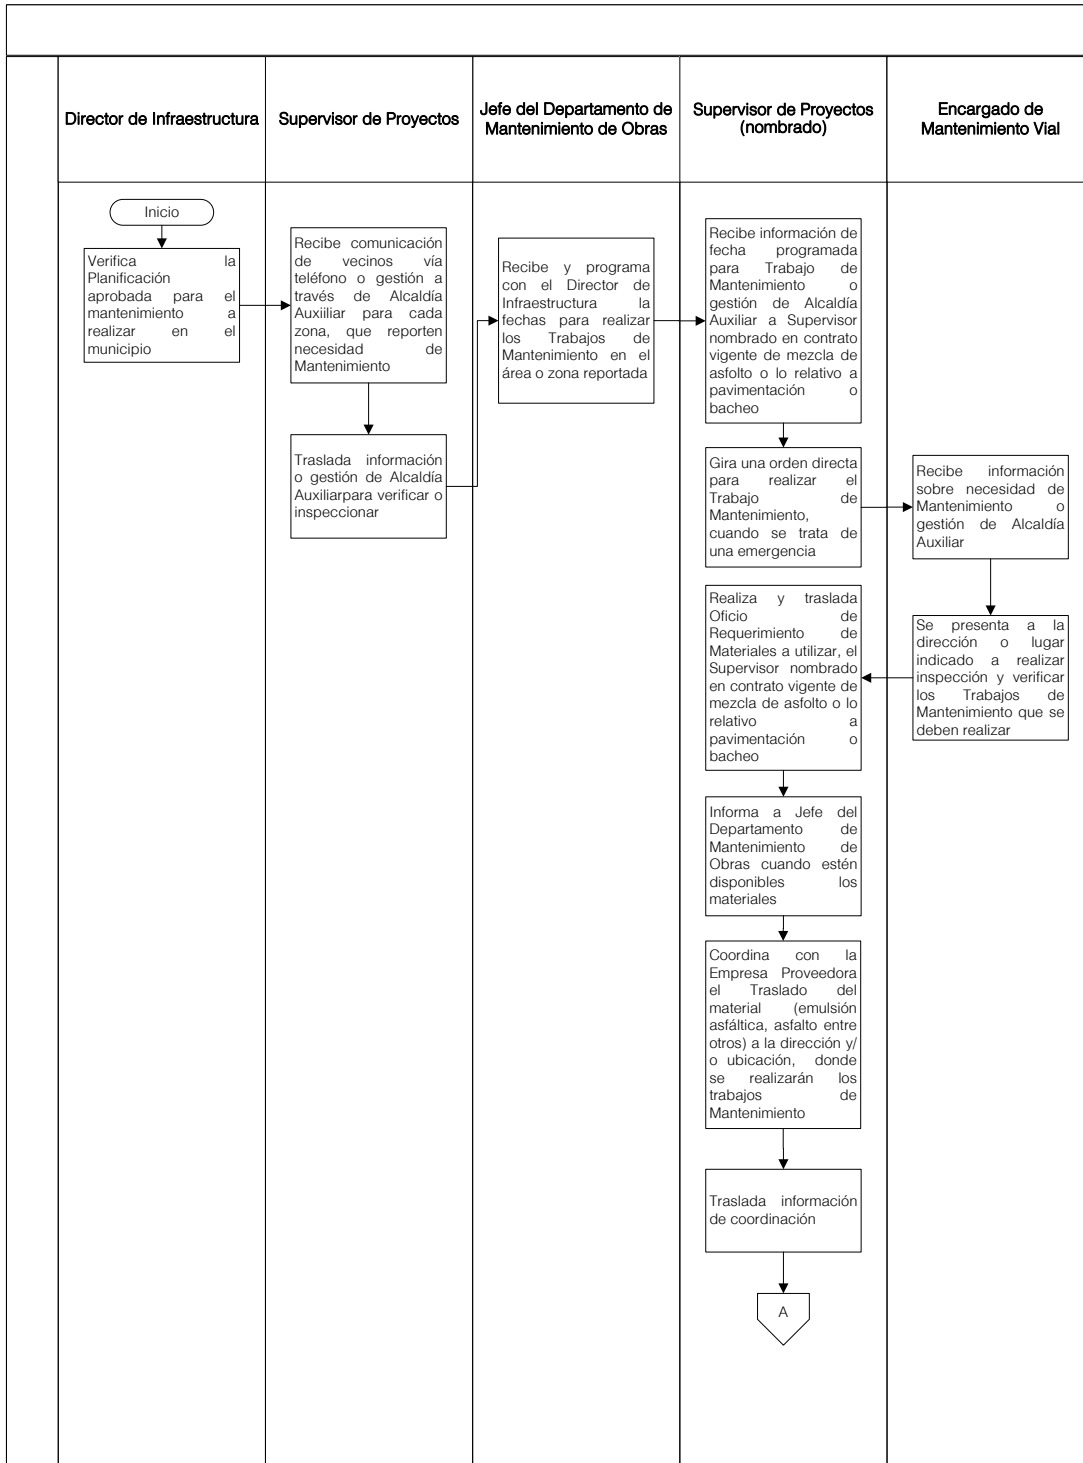 Director de Infraestructura
Supervisor de Proyectos
Jefe del Departamento de
Mantenimiento de Obras
Supervisor de Proyectos
(nombrado)
Encargado de
Mantenimiento Vial
Inicio
Verifica la
Planificación
aprobada para el
mantenimiento a
realizar en el
municipio
Recibe comunicación
de vecinos vía
teléfono o gestión a
través de Alcaldía
Auxiiliar para cada
zona, que reporten
necesidad de
Mantenimiento
Traslada información
o gestión de Alcaldía
Auxiliarpara verificar o
inspeccionar
Recibe y programa
con el Director de
Infraestructura la
fechas para realizar
los Trabajos de
Mantenimiento en el
área o zona reportada
Recibe información de
fecha programada
para Trabajo de
Mantenimiento o
gestión de Alcaldía
Auxiliar a Supervisor
nombrado en contrato
vigente de mezcla de
asfolto o lo relativo a
pavimentación o
bacheo
Gira una orden directa
para realizar el
Trabajo de
Mantenimiento,
cuando se trata de
una emergencia
Recibe información
sobre necesidad de
Mantenimiento o
gestión de Alcaldía
Auxiliar
Se presenta a la
dirección o lugar
indicado a realizar
inspección y verificar
los Trabajos de
Mantenimiento que se
deben realizar
Realiza y traslada
Oficio de
Requerimiento de
Materiales a utilizar, el
Supervisor nombrado
en contrato vigente de
mezcla de asfolto o lo
relativo a
pavimentación o
bacheo
Informa a Jefe del
Departamento de
Mantenimiento de
Obras cuando estén
disponibles los
materiales
Coordina con la
Empresa Proveedora
el Traslado del
material (emulsión
asfáltica, asfalto entre
otros) a la dirección y/
o ubicación, donde
se realizarán los
trabajos de
Mantenimiento
Traslada información
de coordinación
A